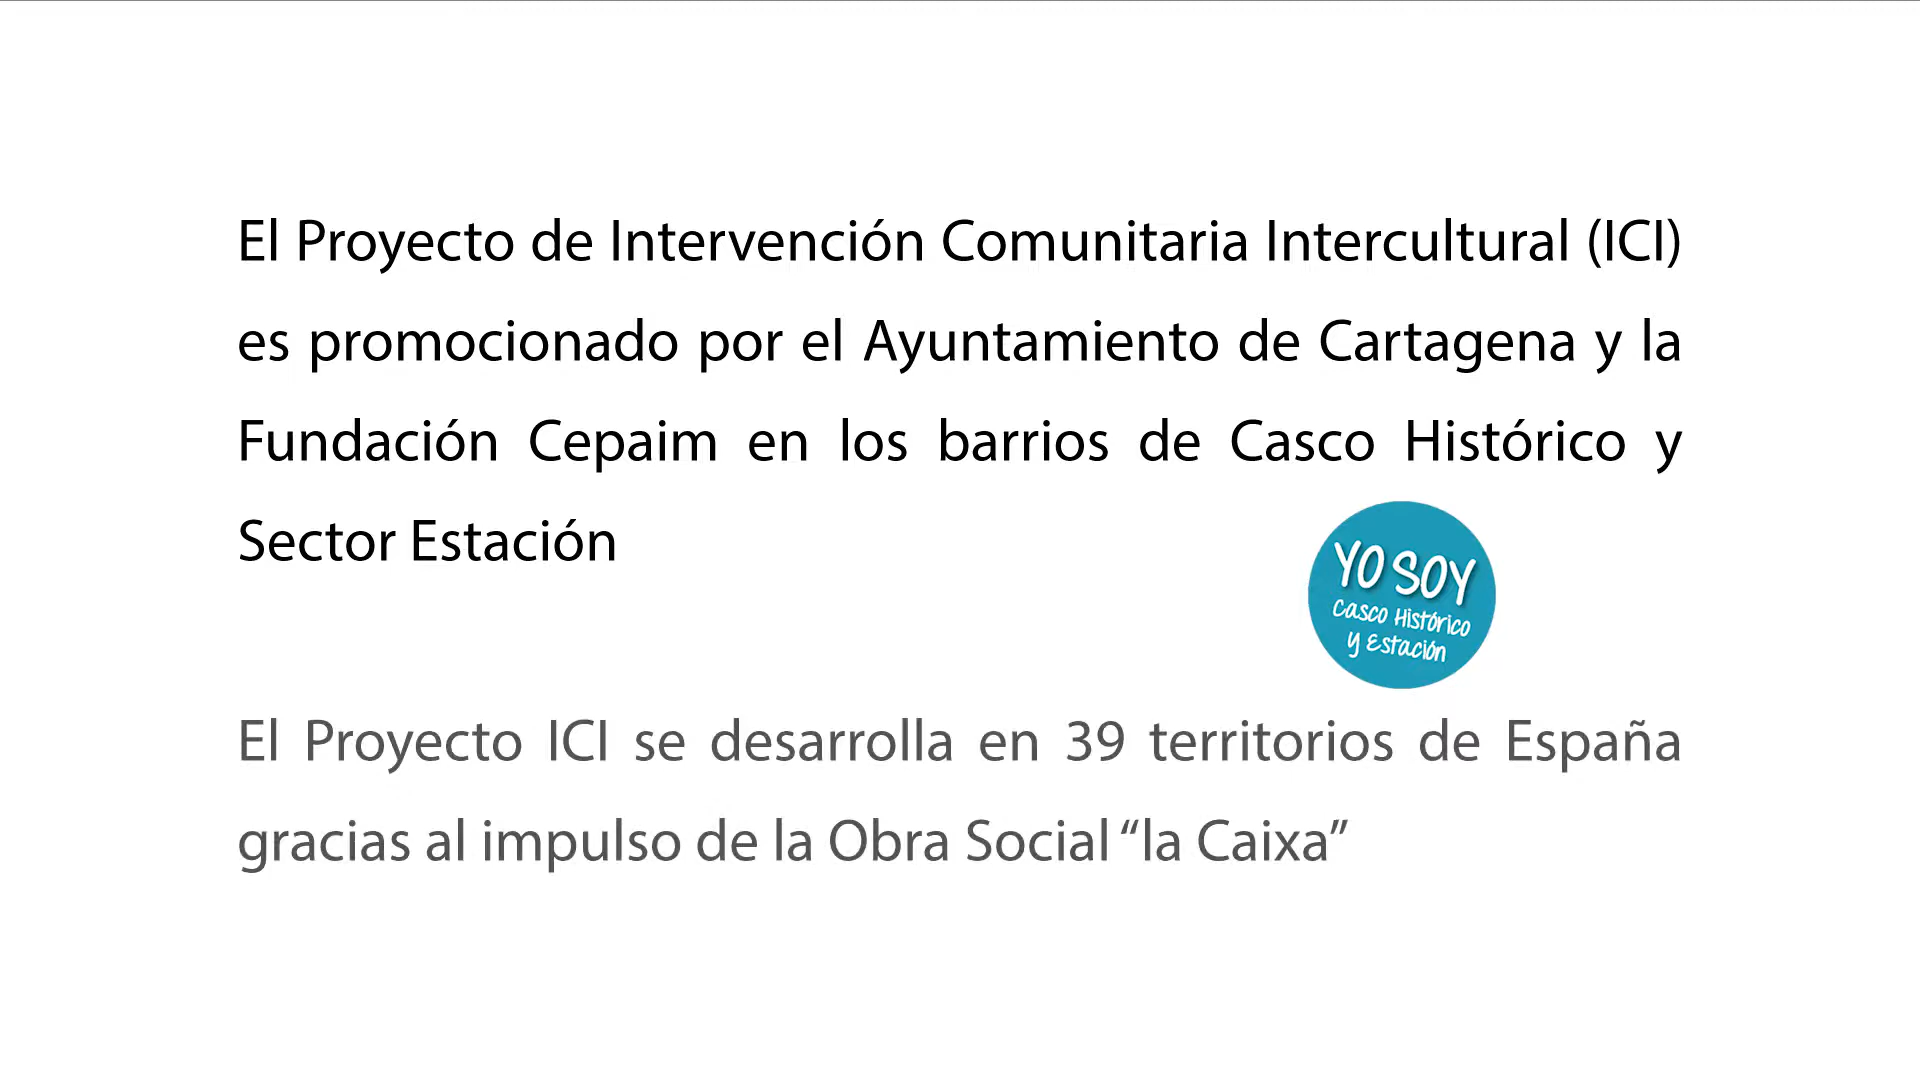 El Proyecto de Intervención Comunitaria Intercultural (ICI)
es promocionado por el Ayuntamiento de Cartagena y la
Fundación Cepaim en los barrios de Casco Histórico y
Sector Estación
YO SOY
Casco Histórico
y Estación
El Proyecto ICI se desarrolla en 39 territorios de España
gracias al impulso de la Obra Social “la Caixa”